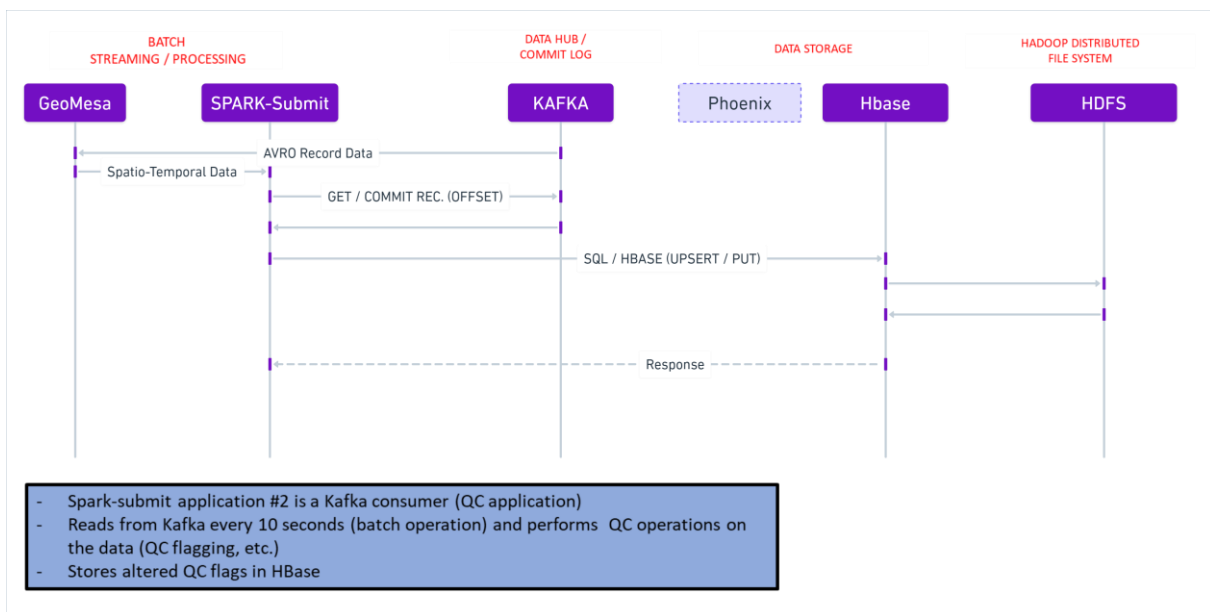 BATCH
STREAMING / PROCESSING
DATA HUB /
COMMIT LOG
DATA STORAGE
HADOOP DISTRIBUTED
FILE SYSTEM
GeoMesa
SPARK-Submit
KAFKA
Phoenix
Hbase
HDFS
AVRO Record Data
Spatio-Temporal Data
GET / COMMIT REC. (OFFSET)
SQL / HBASE (UPSERT / PUT)
Response
- Spark-submit application #2 is a Kafka consumer (QC application)
- Reads from Kafka every 10 seconds (batch operation) and performs QC operations on
the data (QC flagging, etc.)
- Stores altered QC flags in HBase